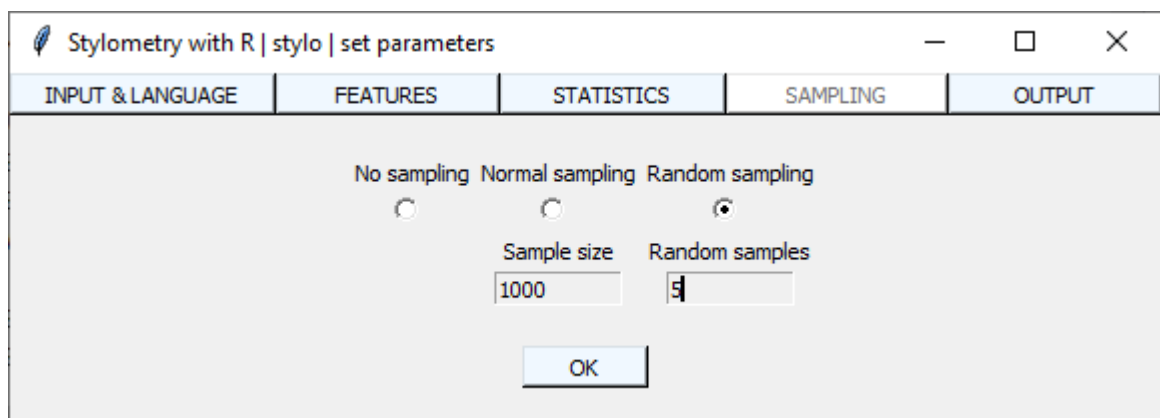 Stylometry with R | stylo | set parameters
INPUT & LANGUAGE FEATURES STATISTICS SAMPLING OUTPUT
No sampling Normal sampling Random sampling
Sample size Random samples
1000 5
OK